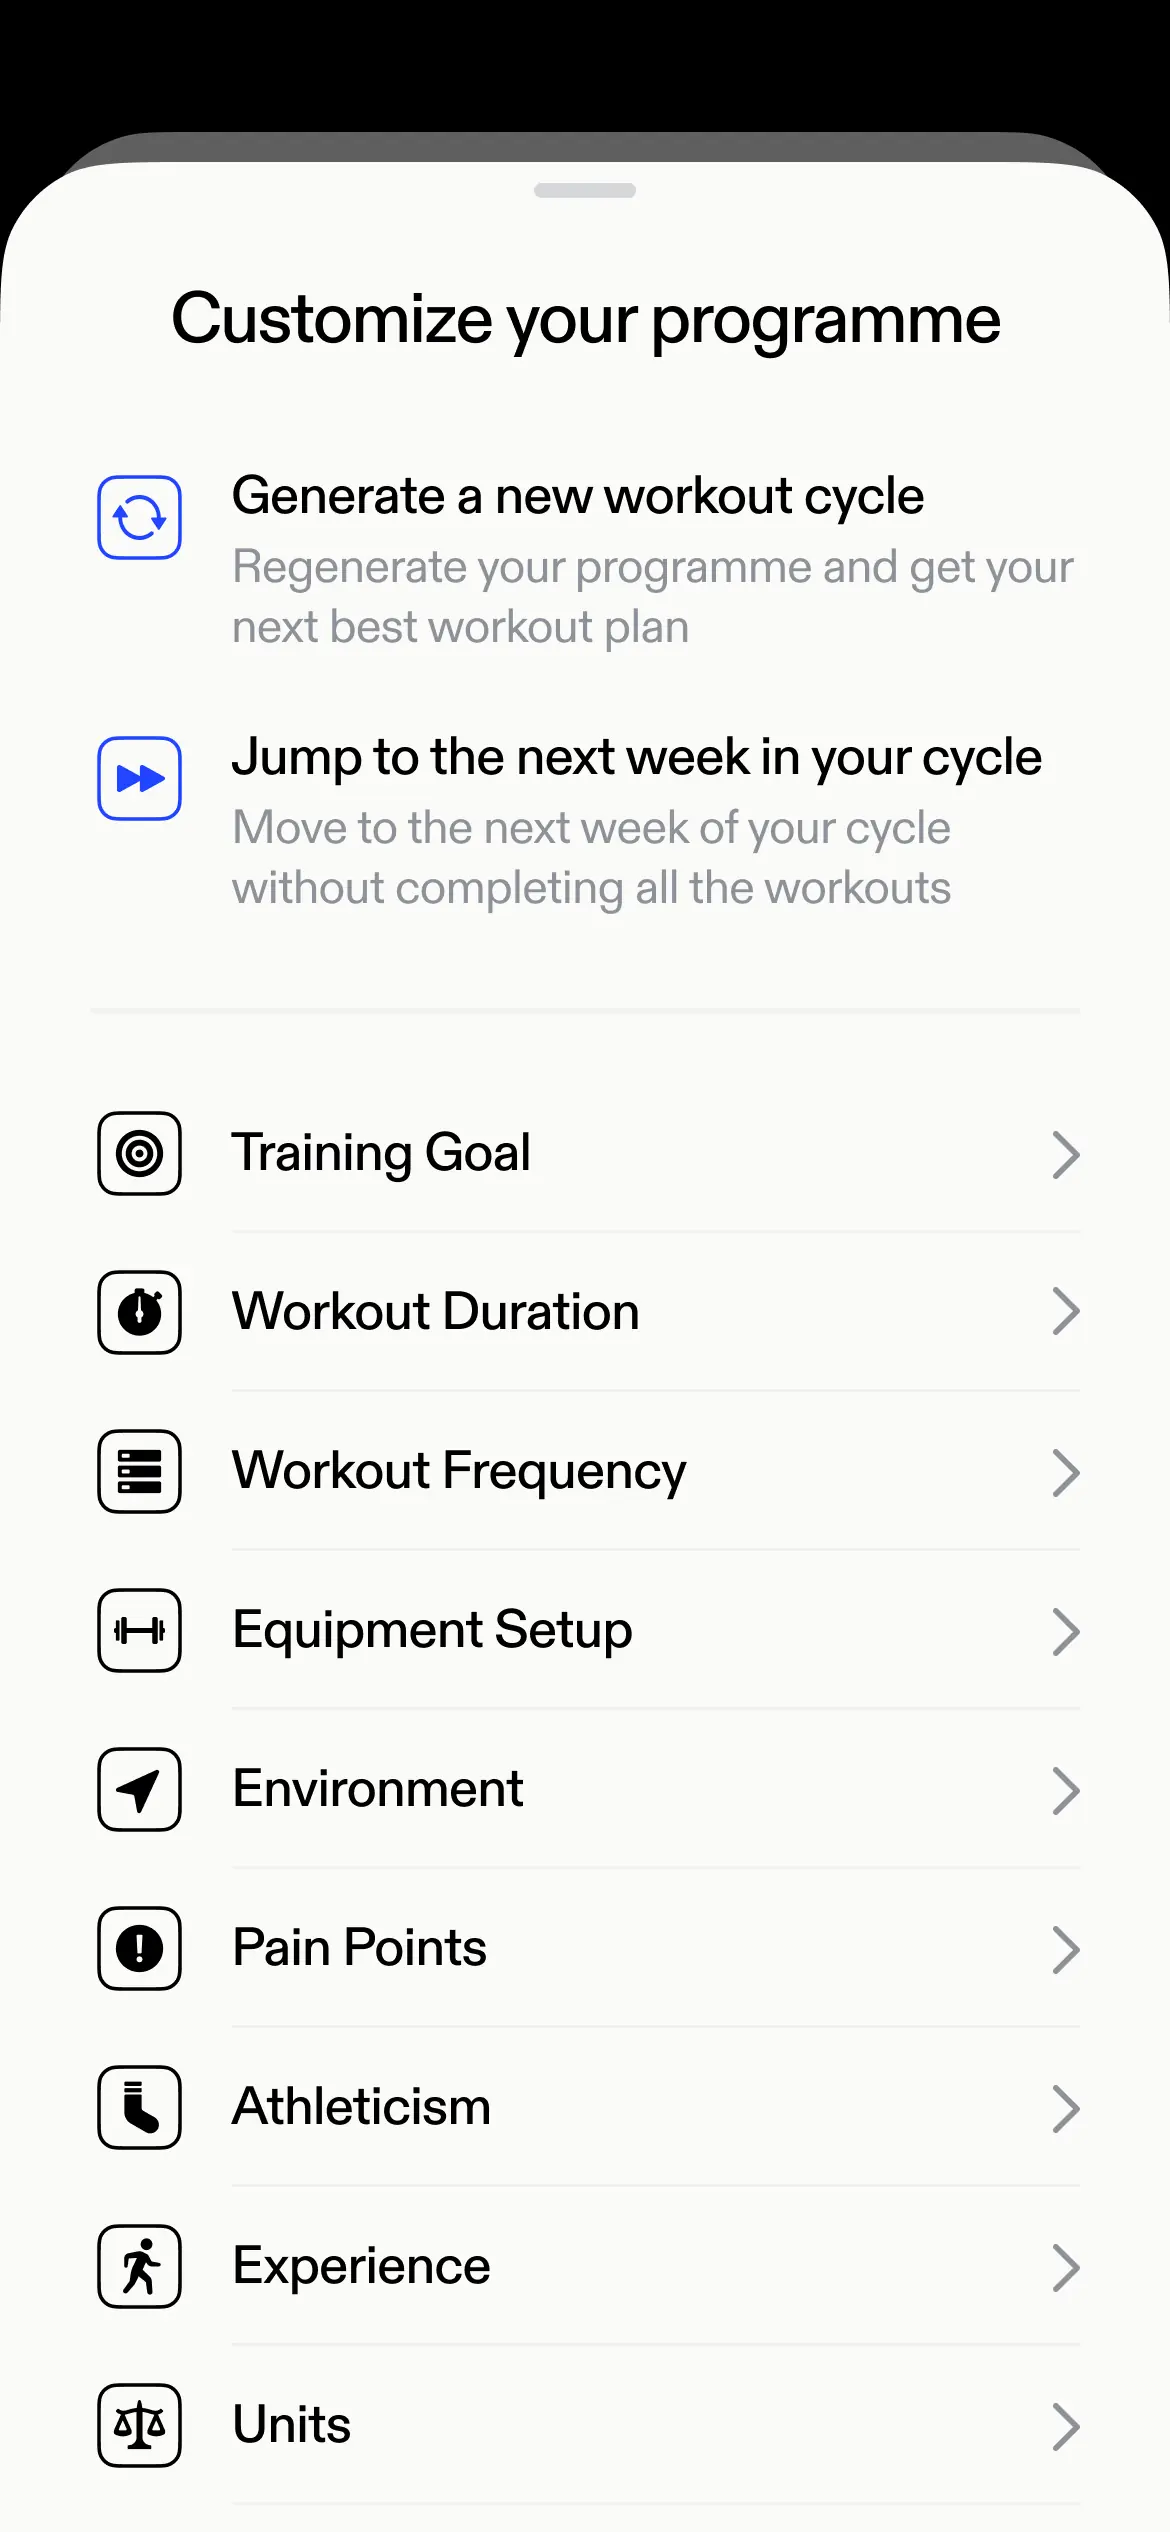 Customize your programme
Generate a new workout cycle
Regenerate your programme and get your
next best workout plan
Jump to the next week in your cycle
Move to the next week of your cycle
without completing all the workouts
Training Goal
Workout Duration
Workout Frequency
Equipment Setup
Environment
Pain Points
Athleticism
Experience
Units